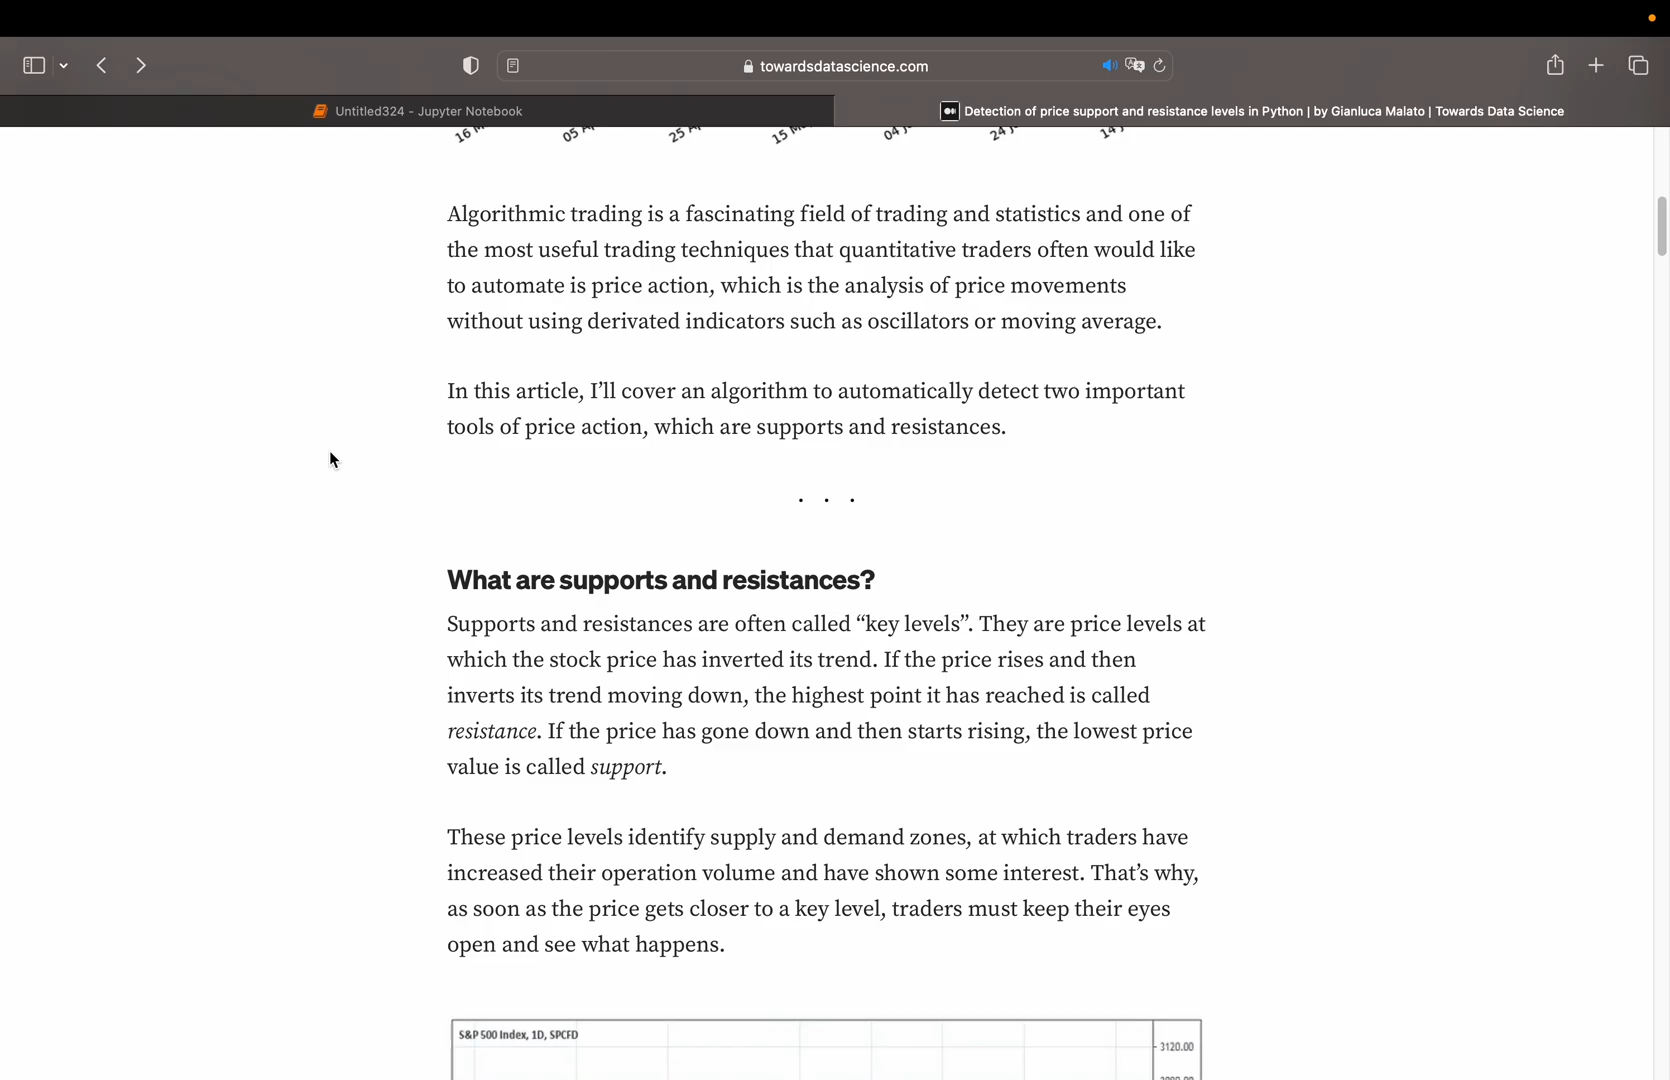 towardsdatascience.com
Untitled324 - Jupyter Notebook
Detection of price support and resistance levels in Python | by Gianluca Malato | Towards Data Science
Algorithmic trading is a fascinating field of trading and statistics and one of
the most useful trading techniques that quantitative traders often would like
to automate is price action, which is the analysis of price movements
without using derivated indicators such as oscillators or moving average.
In this article, I’ll cover an algorithm to automatically detect two important
tools of price action, which are supports and resistances.
. . .
What are supports and resistances?
Supports and resistances are often called “key levels”. They are price levels at
which the stock price has inverted its trend. If the price rises and then
inverts its trend moving down, the highest point it has reached is called
resistance. If the price has gone down and then starts rising, the lowest price
value is called support.
These price levels identify supply and demand zones, at which traders have
increased their operation volume and have shown some interest. That’s why,
as soon as the price gets closer to a key level, traders must keep their eyes
open and see what happens.
S&P 500 Index, 1D, SPCFD
3120.00